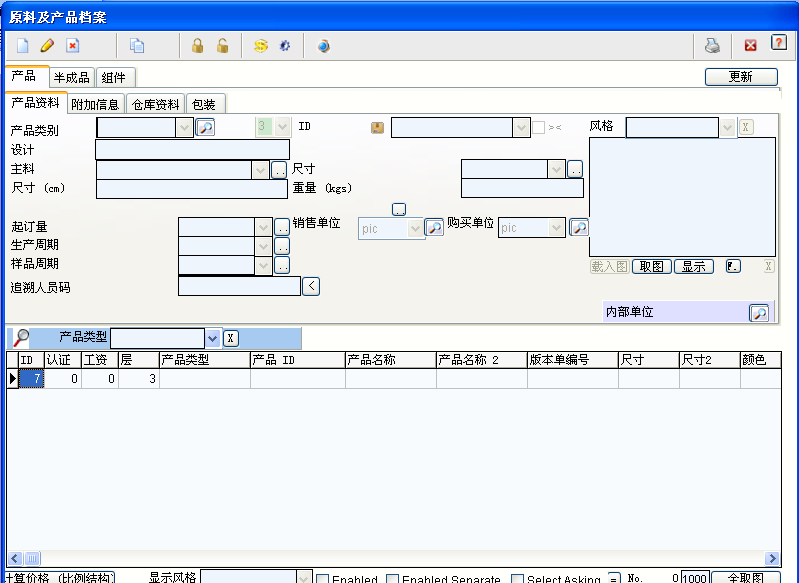 原料及产品档案
产品 半成品 组件 更新
产品资料 附加信息 仓库资料 包装
产品类别 3 ID >< 风格 X
设计
主料 .. 尺寸 ..
尺寸 (cm) 重量 (kgs)
..
起订量 .. 销售单位 pic 购买单位 pic
生产周期 ..
样品周期 ..
载入图 取图 显示 F. X
追溯人员码 <
内部单位
产品类型 X
ID 认证 工资 层 产品类型 产品 ID 产品名称 产品名称 2 版本单编号 尺寸 尺寸2 颜色
7 0 0 3
计算价格 (比例结构) 显示风格 Enabled Enabled Separate Select Asking = No. 0 1000 全取图